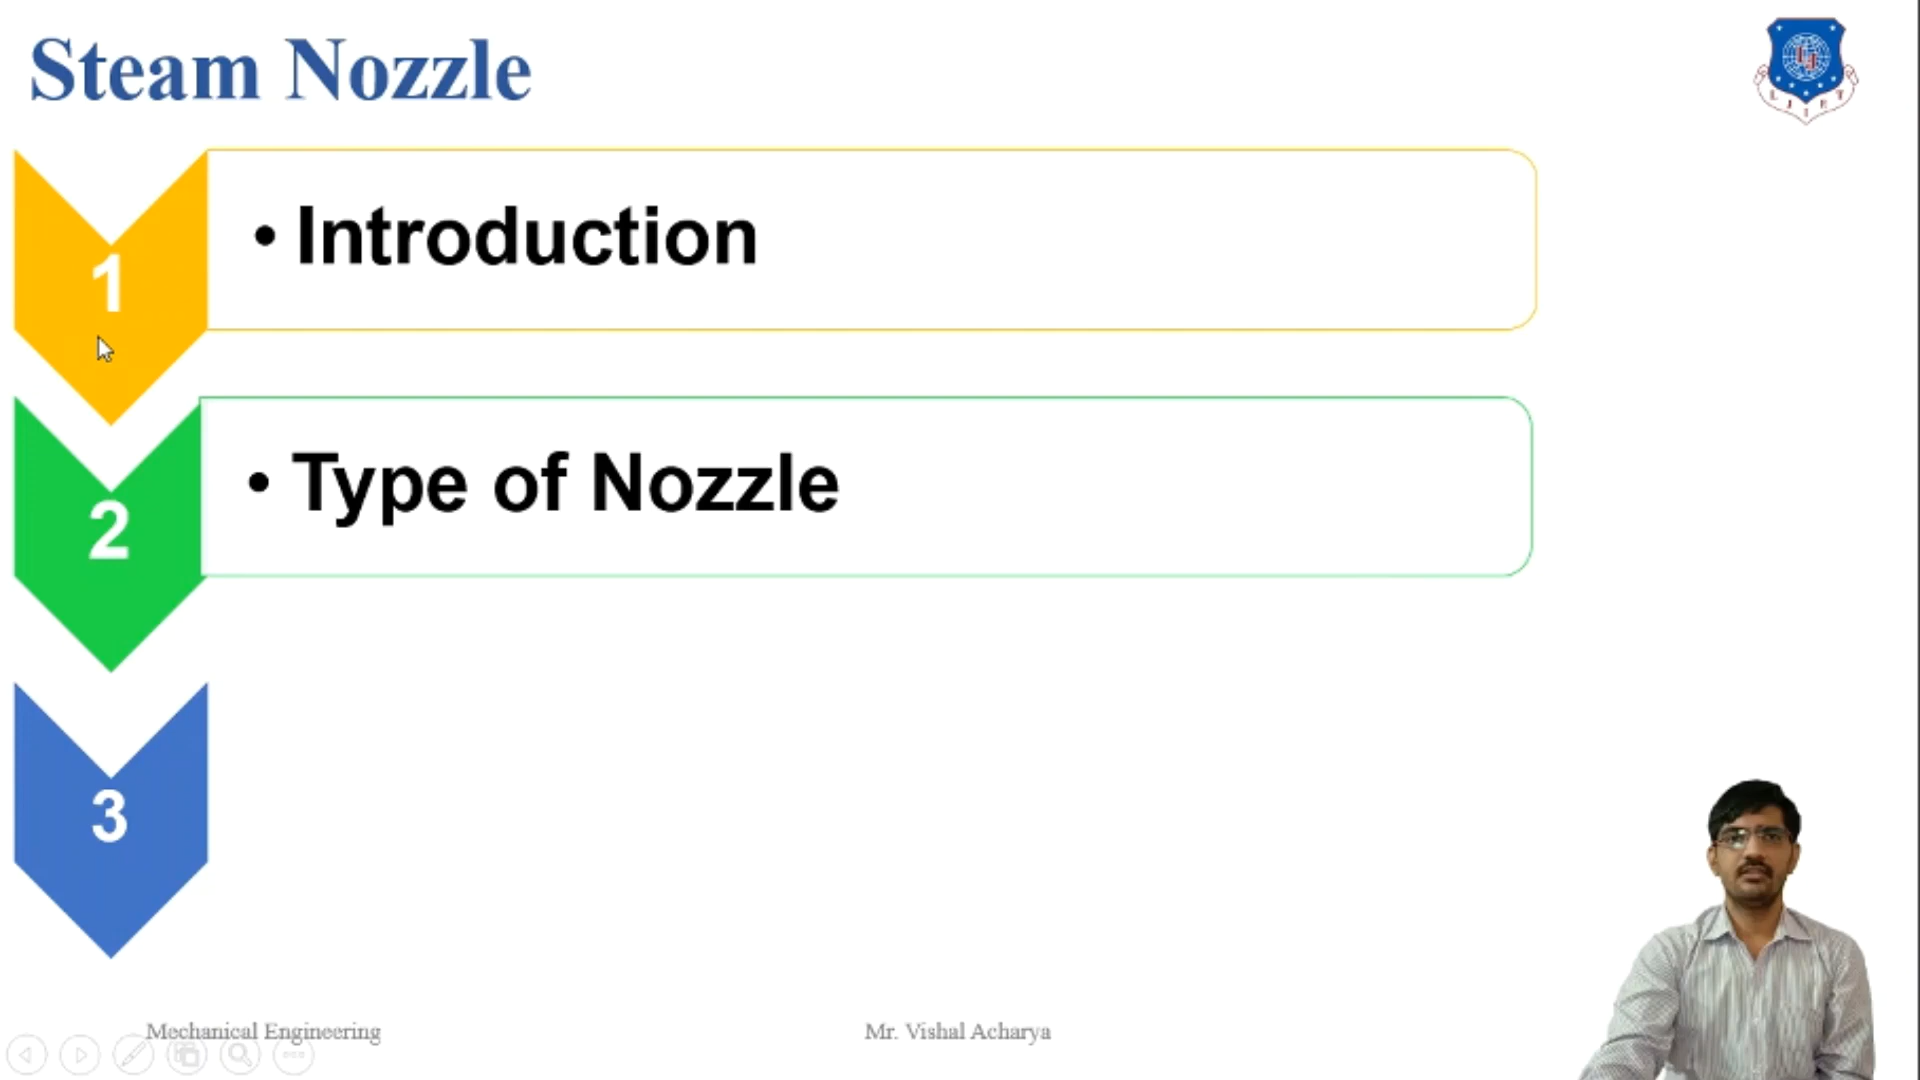 Steam Nozzle
L J I E T
1
• Introduction
2
• Type of Nozzle
3
Mechanical Engineering
Mr. Vishal Acharya